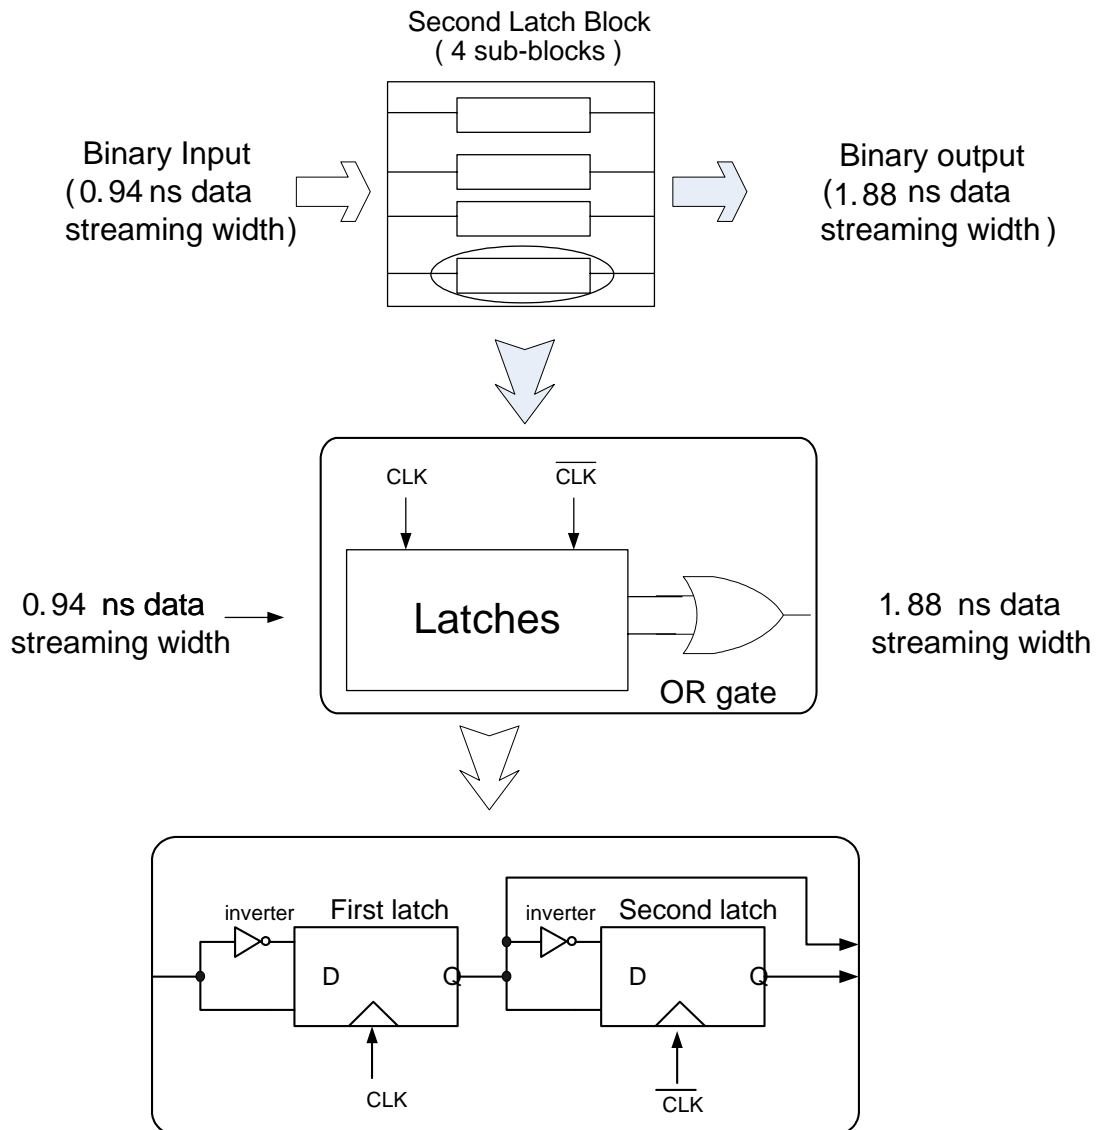 Second Latch Block
( 4 sub-blocks )
Binary Input
(0.94 ns data
streaming width)
Binary output
(1.88 ns data
streaming width)
CLK
CLK
0.94 ns data
streaming width
Latches
OR gate
1.88 ns data
streaming width
inverter
First latch
inverter
Second latch
D
Q
D
Q
CLK
CLK